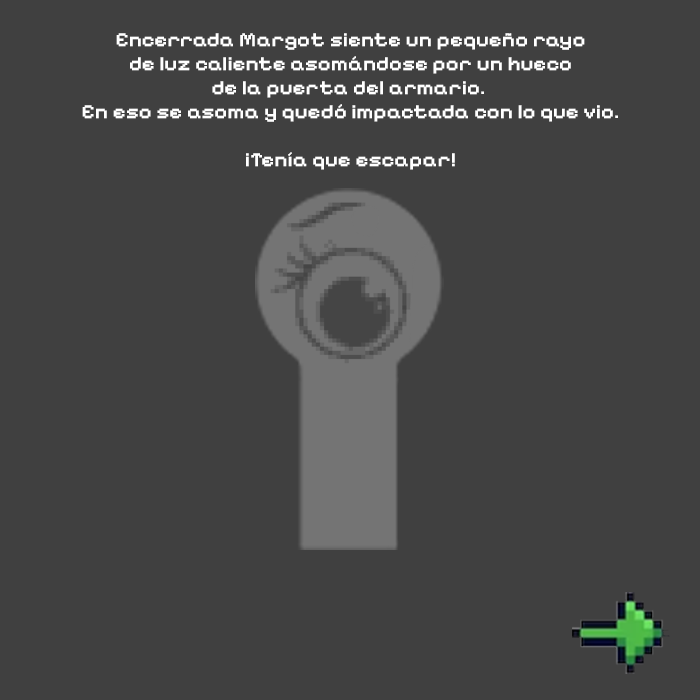 Encerrada Margot siente un pequeño rayo
de luz caliente asomándose por un hueco
de la puerta del armario.
En eso se asoma y quedó impactada con lo que vio.
¡Tenía que escapar!